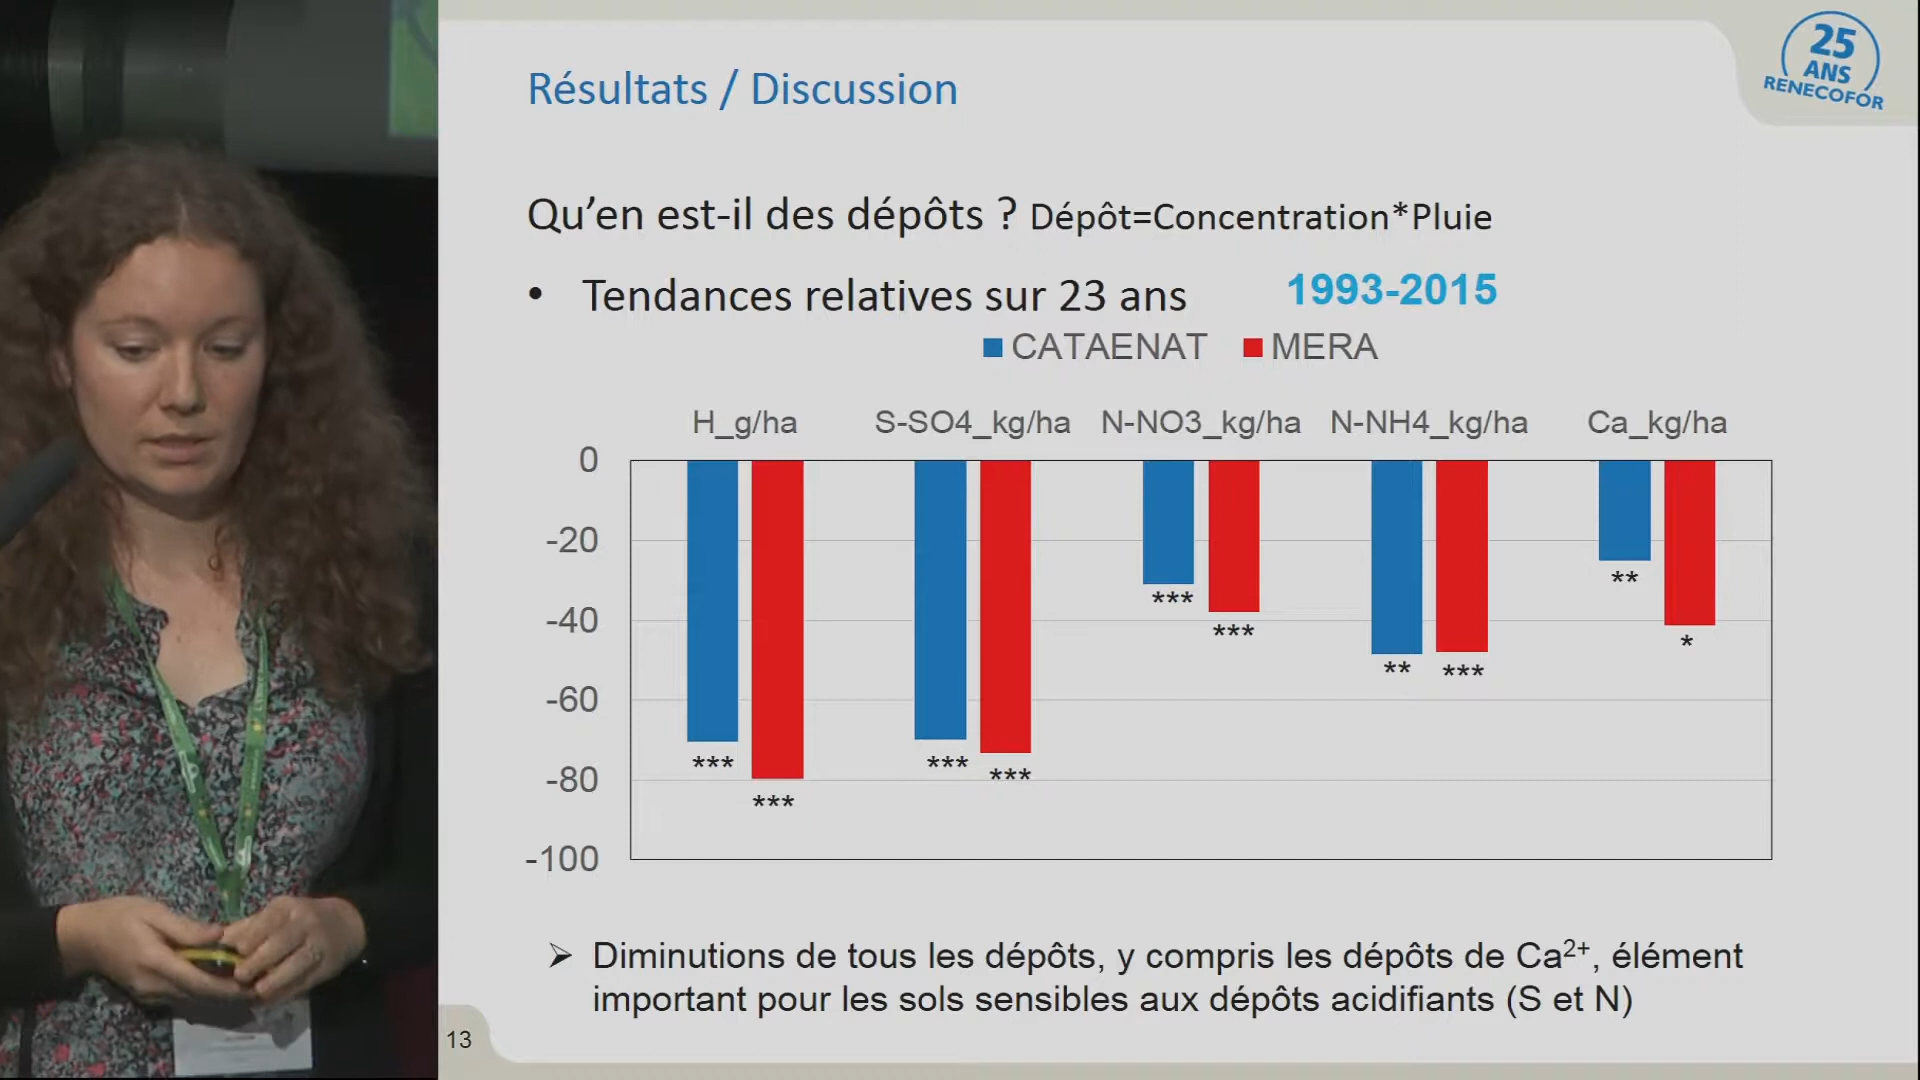 25
ANS
RENECOFOR
Résultats / Discussion
Qu’en est-il des dépôts ? Dépôt=Concentration*Pluie
• Tendances relatives sur 23 ans 1993-2015
CATAENAT MERA
H_g/ha S-SO4_kg/ha N-NO3_kg/ha N-NH4_kg/ha Ca_kg/ha
0
-20
-40
-60
-80
-100
*** *** *** *** *** *** ** *** ** *
➢ Diminutions de tous les dépôts, y compris les dépôts de Ca²⁺, élément
important pour les sols sensibles aux dépôts acidifiants (S et N)
13